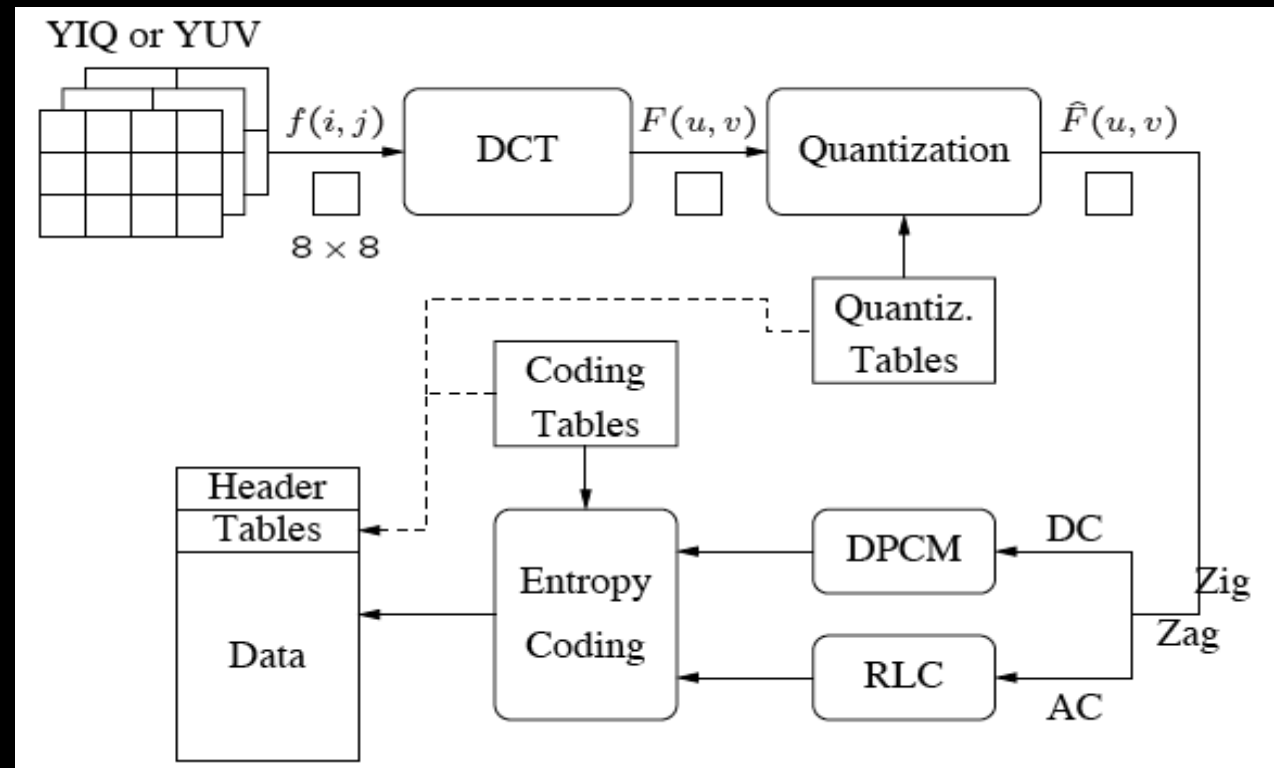 YIQ or YUV
f(i, j)
8 × 8
DCT
F(u, v)
Quantization
F̂(u, v)
Quantiz.
Tables
Coding
Tables
Header
Tables
Data
Entropy
Coding
DPCM
DC
RLC
AC
Zig
Zag